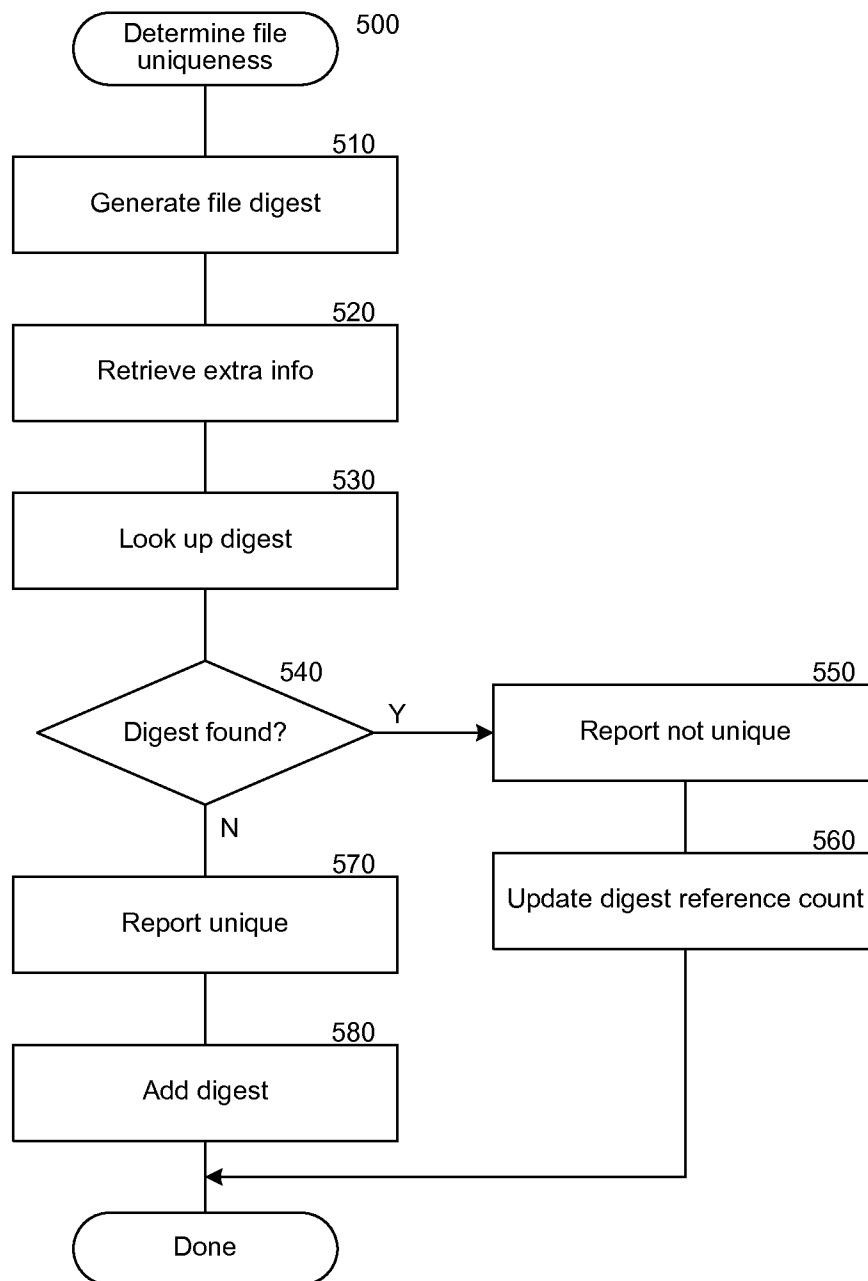 Determine file
uniqueness
500
510
Generate file digest
520
Retrieve extra info
530
Look up digest
540
Digest found?
Y
N
550
Report not unique
560
Update digest reference count
570
Report unique
580
Add digest
Done